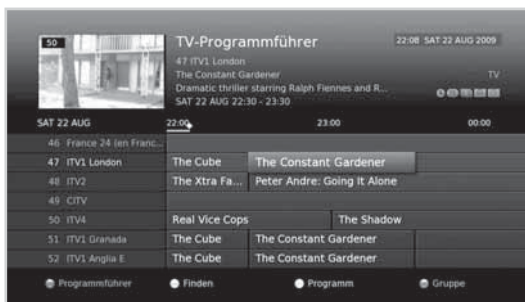 50
TV-Programmführer
22:08 SAT 22 AUG 2009
47 ITV1 London
The Constant Gardener
TV
Dramatic thriller starring Ralph Fiennes and R...
SAT 22 AUG 22:30 - 23:30
SAT 22 AUG 22:00 23:00 00:00
46 France 24 (en Franc...
47 ITV1 London The Cube The Constant Gardener
48 ITV2 The Xtra Fa... Peter Andre: Going It Alone
49 CITV
50 ITV4 Real Vice Cops The Shadow
51 ITV1 Granada The Cube The Constant Gardener
52 ITV1 Anglia E The Cube The Constant Gardener
Programmführer Finden Programm Gruppe